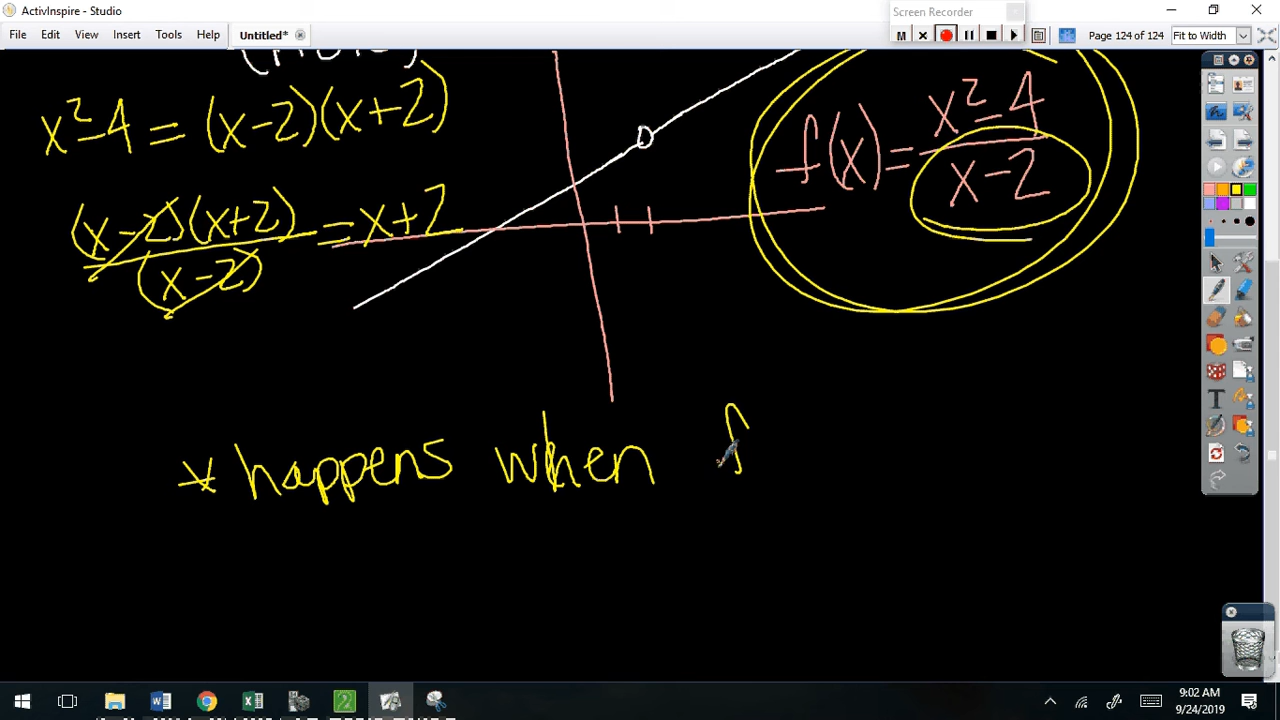 ActivInspire - Studio
Screen Recorder
File Edit View Insert Tools Help Untitled*
Page 124 of 124 Fit to Width
x²-4 = (x-2)(x+2)
(x-2)(x+2) = x+2
(x-2)
f(x) = x²-4
x-2
* happens when f
9:02 AM
9/24/2019